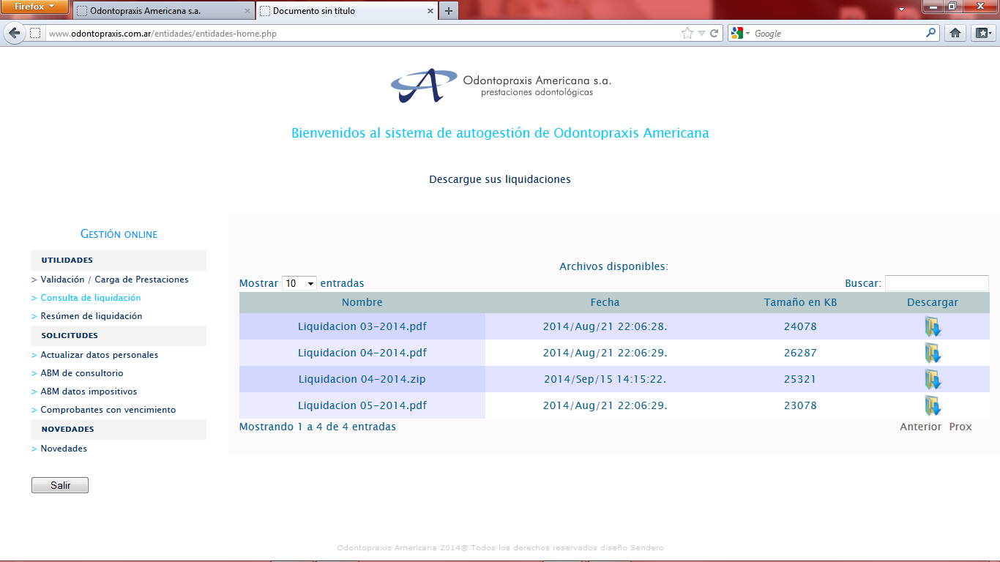 Firefox
Odontopraxis Americana s.a.
Documento sin título
www.odontopraxis.com.ar/entidades/entidades-home.php
Google
Odontopraxis Americana s.a.
prestaciones odontológicas
Bienvenidos al sistema de autogestión de Odontopraxis Americana
Descargue sus liquidaciones
GESTIÓN ONLINE
UTILIDADES
> Validación / Carga de Prestaciones
> Consulta de liquidación
> Resúmen de liquidación
SOLICITUDES
> Actualizar datos personales
> ABM de consultorio
> ABM datos impositivos
> Comprobantes con vencimiento
NOVEDADES
> Novedades
Salir
Archivos disponibles:
Mostrar 10 entradas Buscar:
Nombre Fecha Tamaño en KB Descargar
Liquidacion 03-2014.pdf 2014/Aug/21 22:06:28. 24078
Liquidacion 04-2014.pdf 2014/Aug/21 22:06:29. 26287
Liquidacion 04-2014.zip 2014/Sep/15 14:15:22. 25321
Liquidacion 05-2014.pdf 2014/Aug/21 22:06:29. 23078
Mostrando 1 a 4 de 4 entradas Anterior Prox
Odontopraxis Americana 2014® Todos los derechos reservados diseño Sendero